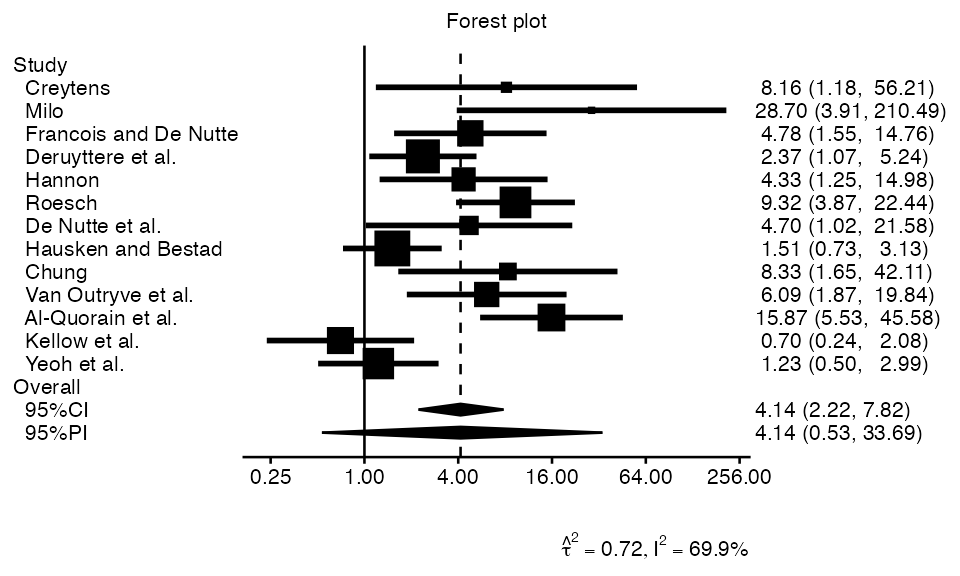 Forest plot
Study
Creytens 8.16 (1.18, 56.21)
Milo 28.70 (3.91, 210.49)
Francois and De Nutte 4.78 (1.55, 14.76)
Deruyttere et al. 2.37 (1.07, 5.24)
Hannon 4.33 (1.25, 14.98)
Roesch 9.32 (3.87, 22.44)
De Nutte et al. 4.70 (1.02, 21.58)
Hausken and Bestad 1.51 (0.73, 3.13)
Chung 8.33 (1.65, 42.11)
Van Outryve et al. 6.09 (1.87, 19.84)
Al-Quorain et al. 15.87 (5.53, 45.58)
Kellow et al. 0.70 (0.24, 2.08)
Yeoh et al. 1.23 (0.50, 2.99)
Overall
95%CI 4.14 (2.22, 7.82)
95%PI 4.14 (0.53, 33.69)
0.25 1.00 4.00 16.00 64.00 256.00
τ̂² = 0.72, I² = 69.9%